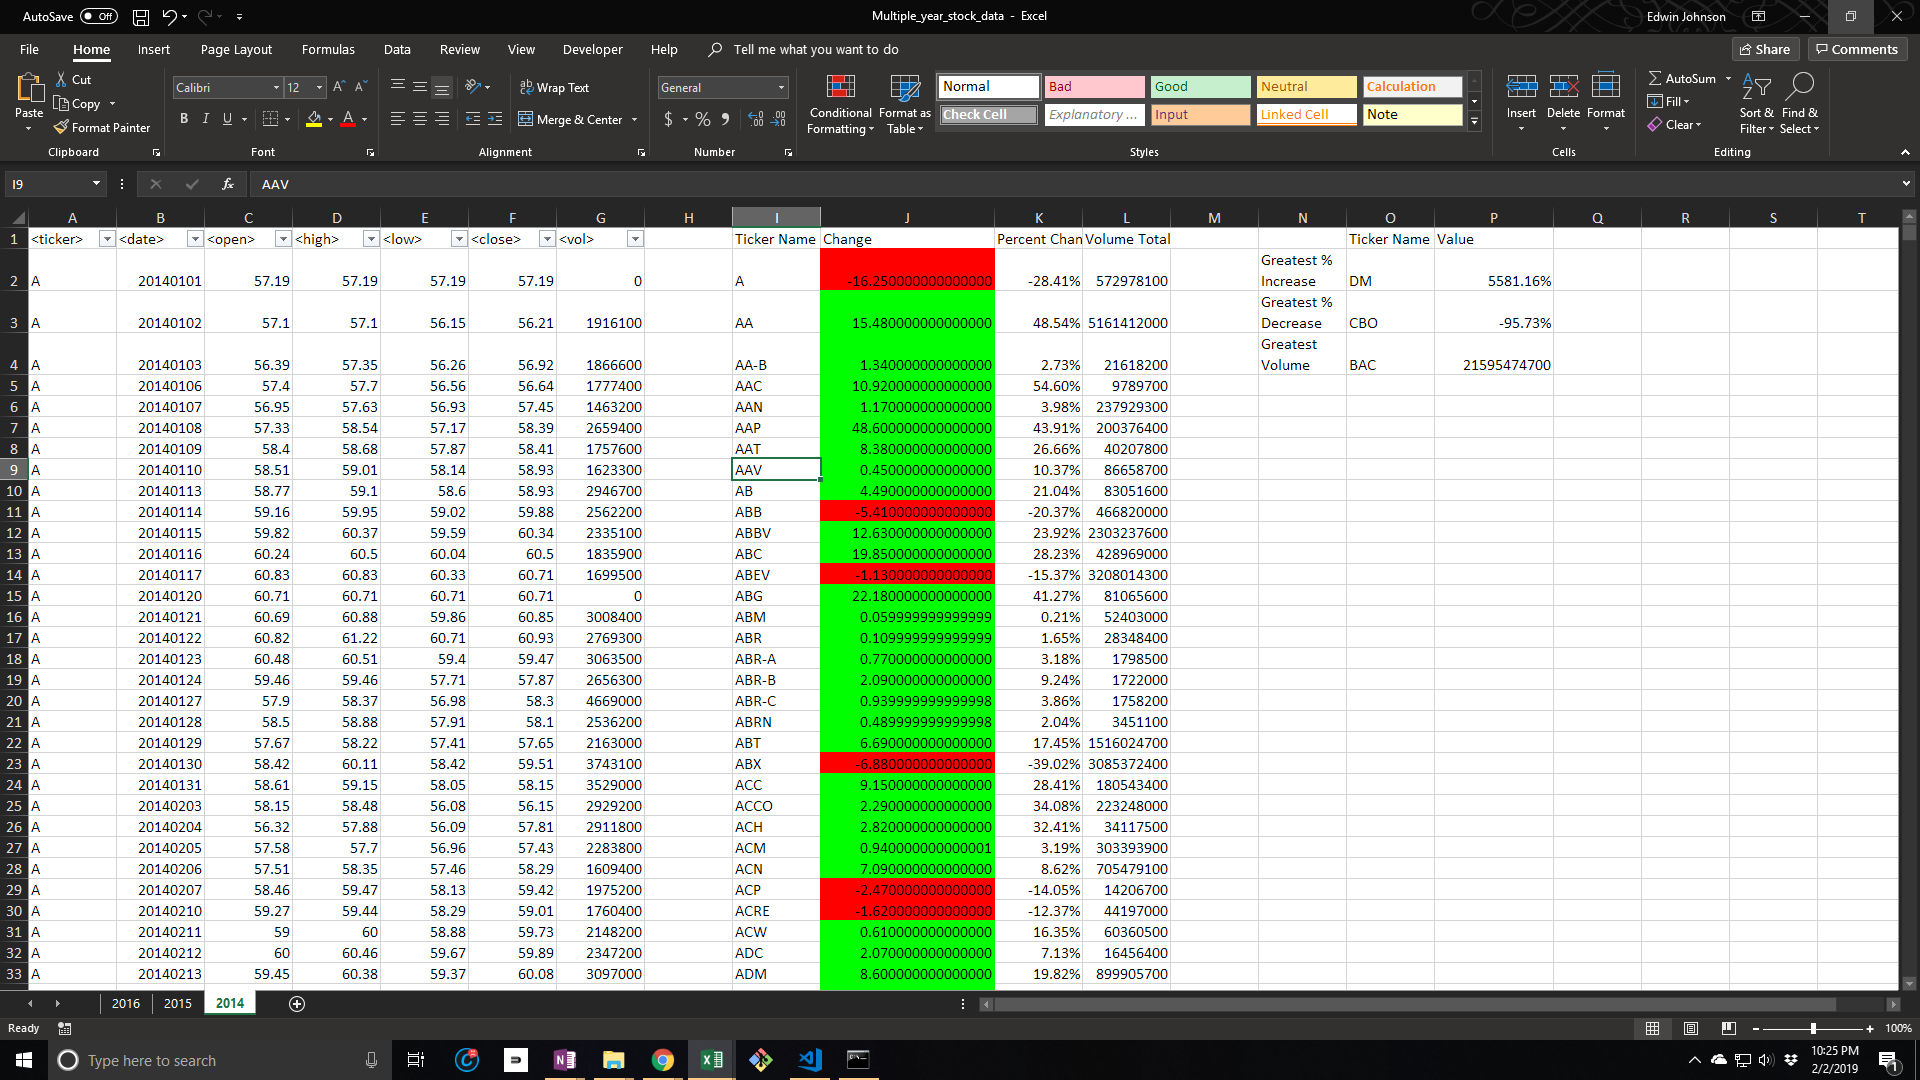 AutoSave Off Multiple_year_stock_data - Excel Edwin Johnson
File Home Insert Page Layout Formulas Data Review View Developer Help Tell me what you want to do Share Comments
Cut Calibri 12 Wrap Text General Normal Bad Good Neutral Calculation AutoSum
Paste Copy Conditional Formatting Format as Table Insert Delete Format Fill Sort & Filter Find & Select
Format Painter B I U A Merge & Center $ % Check Cell Explanatory ... Input Linked Cell Note Clear
Clipboard Font Alignment Number Styles Cells Editing
I9 fx AAV
A B C D E F G H I J K L M N O P Q R S T
1 <ticker> <date> <open> <high> <low> <close> <vol> Ticker Name Change Percent Chan Volume Total Ticker Name Value
2 A 20140101 57.19 57.19 57.19 57.19 0 A -16.250000000000000 -28.41% 572978100 Greatest % Increase DM 5581.16%
3 A 20140102 57.1 57.1 56.15 56.21 1916100 AA 15.480000000000000 48.54% 5161412000 Greatest % Decrease CBO -95.73%
4 A 20140103 56.39 57.35 56.26 56.92 1866600 AA-B 1.340000000000000 2.73% 21618200 Greatest Volume BAC 21595474700
5 A 20140106 57.4 57.7 56.56 56.64 1777400 AAC 10.920000000000000 54.60% 9789700
6 A 20140107 56.95 57.63 56.93 57.45 1463200 AAN 1.170000000000000 3.98% 237929300
7 A 20140108 57.33 58.54 57.17 58.39 2659400 AAP 48.600000000000000 43.91% 200376400
8 A 20140109 58.4 58.68 57.87 58.41 1757600 AAT 8.380000000000000 26.66% 40207800
9 A 20140110 58.51 59.01 58.14 58.93 1623300 AAV 0.450000000000000 10.37% 86658700
10 A 20140113 58.77 59.1 58.6 58.93 2946700 AB 4.490000000000000 21.04% 83051600
11 A 20140114 59.16 59.95 59.02 59.88 2562200 ABB -5.410000000000000 -20.37% 466820000
12 A 20140115 59.82 60.37 59.59 60.34 2335100 ABBV 12.630000000000000 23.92% 2303237600
13 A 20140116 60.24 60.5 60.04 60.5 1835900 ABC 19.850000000000000 28.23% 428969000
14 A 20140117 60.83 60.83 60.33 60.71 1699500 ABEV -1.130000000000000 -15.37% 3208014300
15 A 20140120 60.71 60.71 60.71 60.71 0 ABG 22.180000000000000 41.27% 81065600
16 A 20140121 60.69 60.88 59.86 60.85 3008400 ABM 0.059999999999999 0.21% 52403000
17 A 20140122 60.82 61.22 60.71 60.93 2769300 ABR 0.109999999999999 1.65% 28348400
18 A 20140123 60.48 60.51 59.4 59.47 3063500 ABR-A 0.770000000000000 3.18% 1798500
19 A 20140124 59.46 59.46 57.71 57.87 2656300 ABR-B 2.090000000000000 9.24% 1722000
20 A 20140127 57.9 58.37 56.98 58.3 4669000 ABR-C 0.939999999999998 3.86% 1758200
21 A 20140128 58.5 58.88 57.91 58.1 2536200 ABRN 0.489999999999998 2.04% 3451100
22 A 20140129 57.67 58.22 57.41 57.65 2163000 ABT 6.690000000000000 17.45% 1516024700
23 A 20140130 58.42 60.11 58.42 59.51 3743100 ABX -6.880000000000000 -39.02% 3085372400
24 A 20140131 58.61 59.15 58.05 58.15 3529000 ACC 9.150000000000000 28.41% 180543400
25 A 20140203 58.15 58.48 56.08 56.15 2929200 ACCO 2.290000000000000 34.08% 223248000
26 A 20140204 56.32 57.88 56.09 57.81 2911800 ACH 2.820000000000000 32.41% 34117500
27 A 20140205 57.58 57.7 56.96 57.43 2283800 ACM 0.940000000000001 3.19% 303393900
28 A 20140206 57.51 58.35 57.46 58.29 1609400 ACN 7.090000000000000 8.62% 705479100
29 A 20140207 58.46 59.47 58.13 59.42 1975200 ACP -2.470000000000000 -14.05% 14206700
30 A 20140210 59.27 59.44 58.29 59.01 1760400 ACRE -1.620000000000000 -12.37% 44197000
31 A 20140211 59 60 58.88 59.73 2148200 ACW 0.610000000000000 16.35% 60360500
32 A 20140212 60 60.46 59.67 59.89 2347200 ADC 2.070000000000000 7.13% 16456400
33 A 20140213 59.45 60.38 59.37 60.08 3097000 ADM 8.600000000000000 19.82% 899905700
2016 2015 2014
Ready 100%
Type here to search 10:25 PM
2/2/2019 1